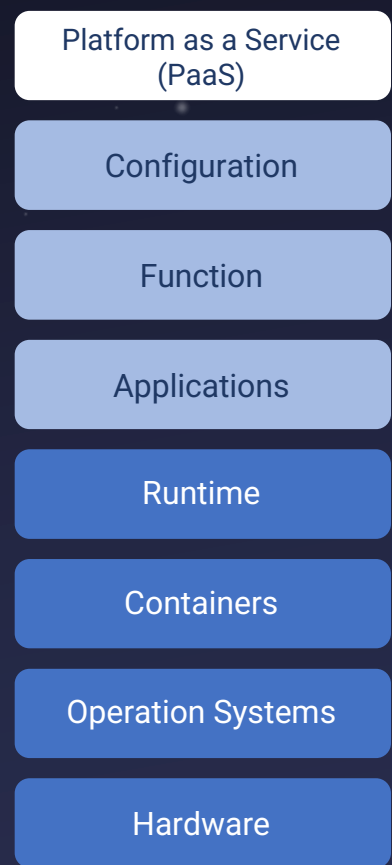 Platform as a Service
(PaaS)
Configuration
Function
Applications
Runtime
Containers
Operation Systems
Hardware